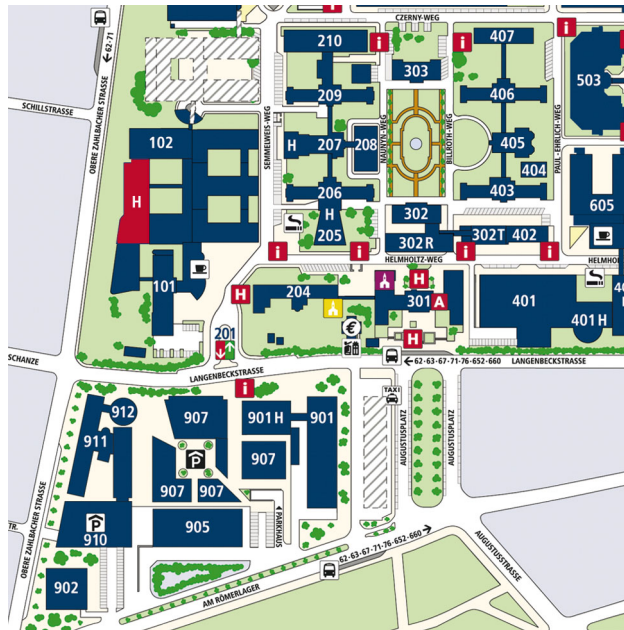 CZERNY-WEG
← 62-71
210
i
i
407
i
303
503
SCHILLSTRASSE
OBERE ZAHLBACHER STRASSE
209
406
SEMMELWEIS-WEG
NAUNYN-WEG
BILLROTH-WEG
PAUL-EHRLICH-WEG
102
H
207
208
405
404
H
206
403
H
205
302
605
302R
302T
402
i
i
i
i
HELMHOLTZ-WEG
HELMHO
101
H
204
H
301
A
401
401H
40
201
€
H
← 62-63-67-71-76-652-660
SCHANZE
LANGENBECKSTRASSE
LANGENBECKSTRASSE
i
TAXI
912
907
901H
901
AUGUSTUSPLATZ
AUGUSTUSPLATZ
911
907
P
907
907
OBERE ZAHLBACHER STRASSE
P
910
905
PARKHAUS
TR.
62-63-67-71-76-652-660 →
AUGUSTUSSTRASSE
902
AM RÖMERLAGER